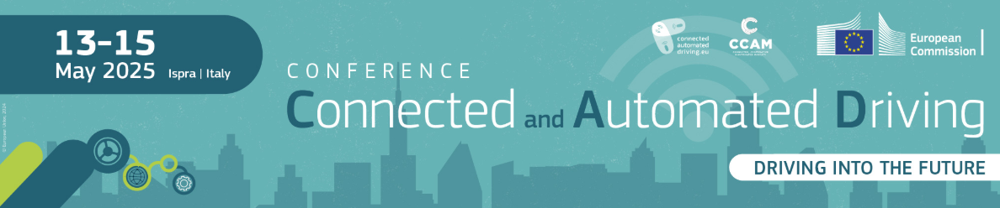 13-15
May 2025 Ispra | Italy
connected
automated
driving.eu
CCAM
European
Commission
CONFERENCE
Connected and Automated Driving
DRIVING INTO THE FUTURE